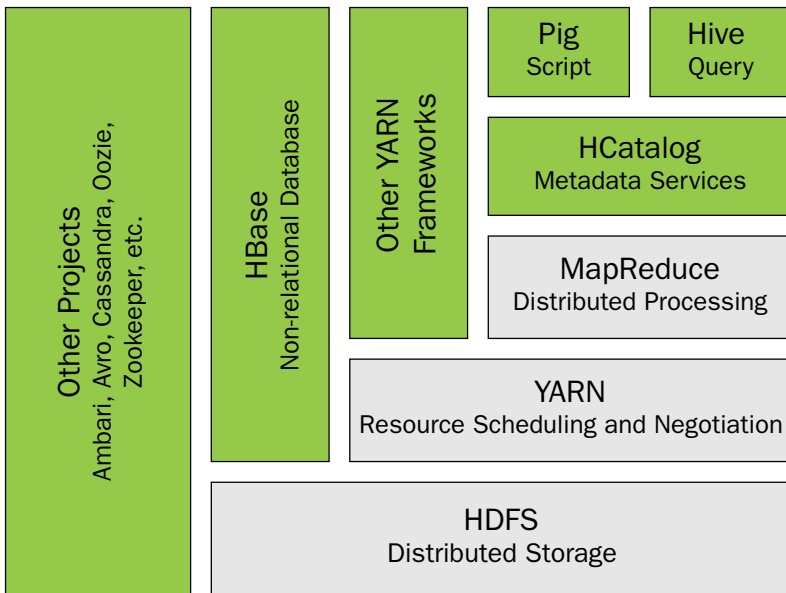 Other Projects
Ambari, Avro, Cassandra, Oozie,
Zookeeper, etc.
HBase
Non-relational Database
Other YARN
Frameworks
Pig
Script
Hive
Query
HCatalog
Metadata Services
MapReduce
Distributed Processing
YARN
Resource Scheduling and Negotiation
HDFS
Distributed Storage